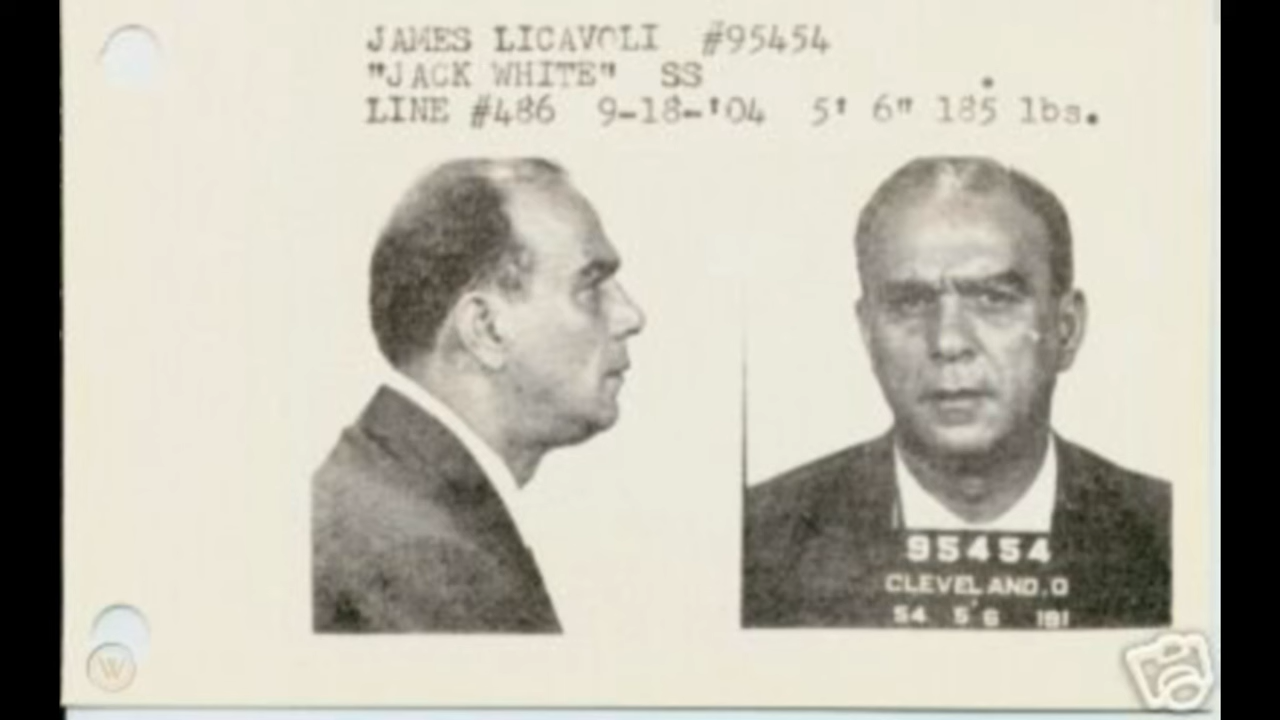 JAMES LICAVOLI #95454
"JACK WHITE" SS
LINE #486 9-18-'04 5' 6" 185 lbs.
95454
CLEVELAND.O
54 5'6 191
W